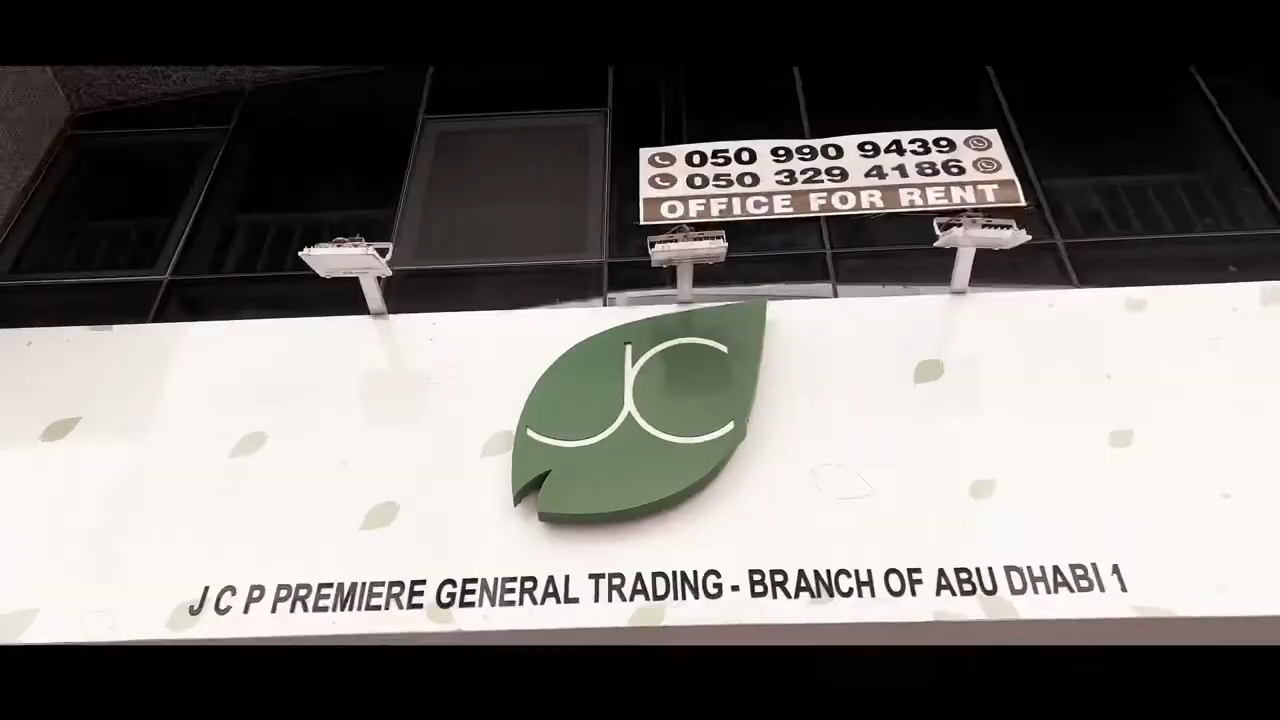 050 990 9439
050 329 4186
OFFICE FOR RENT
JC
J C P PREMIERE GENERAL TRADING - BRANCH OF ABU DHABI 1